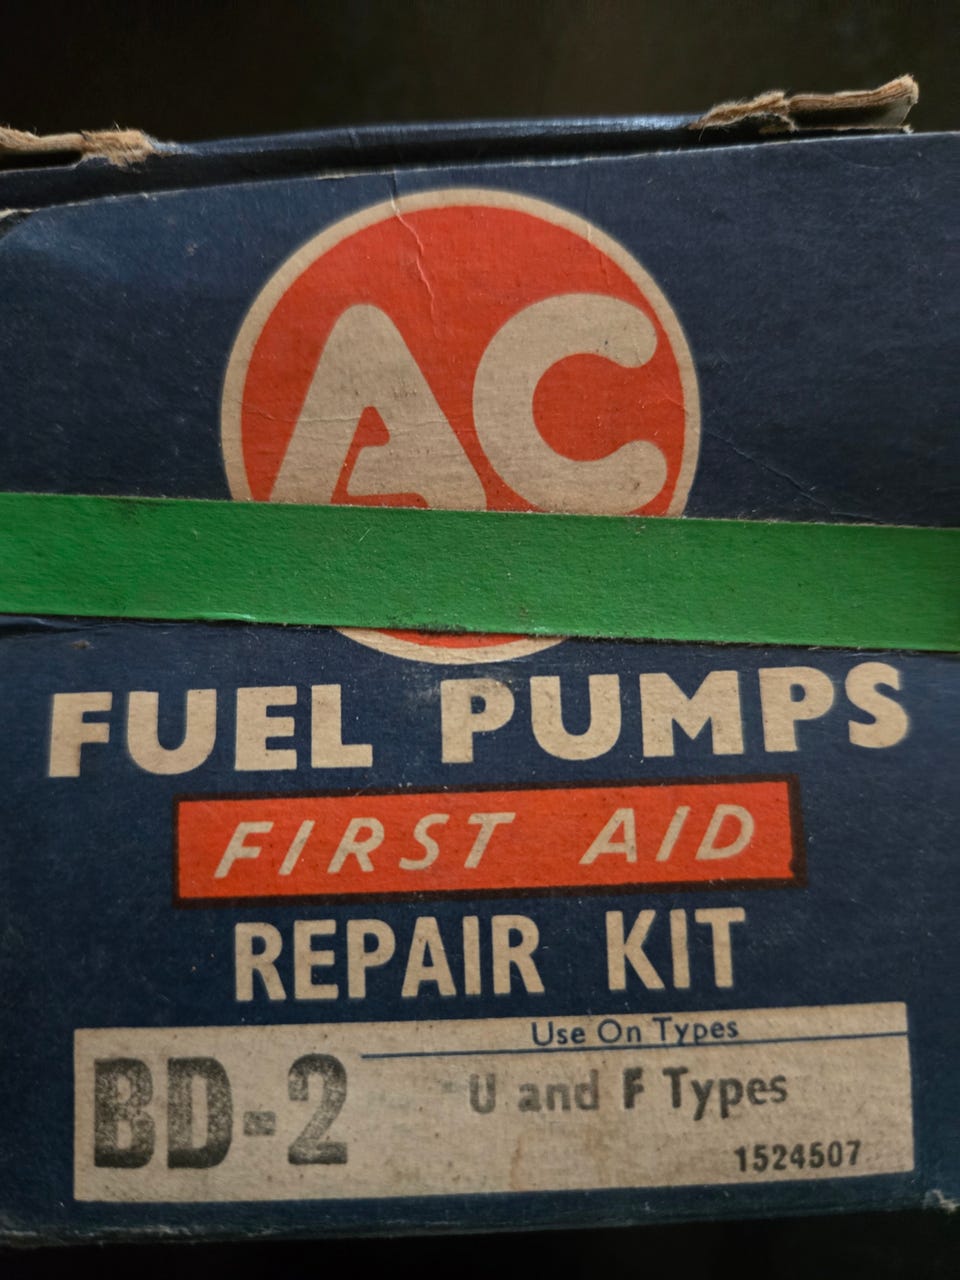 AC
FUEL PUMPS
FIRST AID
REPAIR KIT
Use On Types
BD-2 U and F Types
1524507